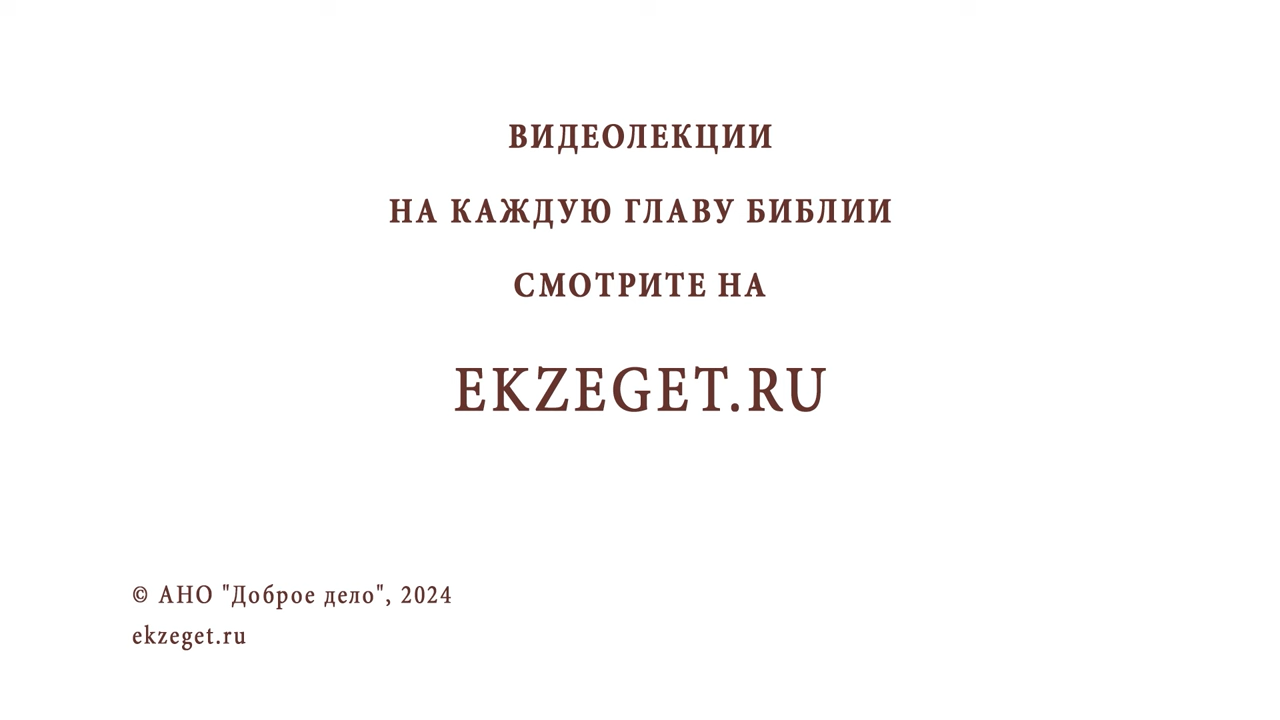 ВИДЕОЛЕКЦИИ
НА КАЖДУЮ ГЛАВУ БИБЛИИ
СМОТРИТЕ НА
EKZEGET.RU
© АНО "Доброе дело", 2024
ekzeget.ru